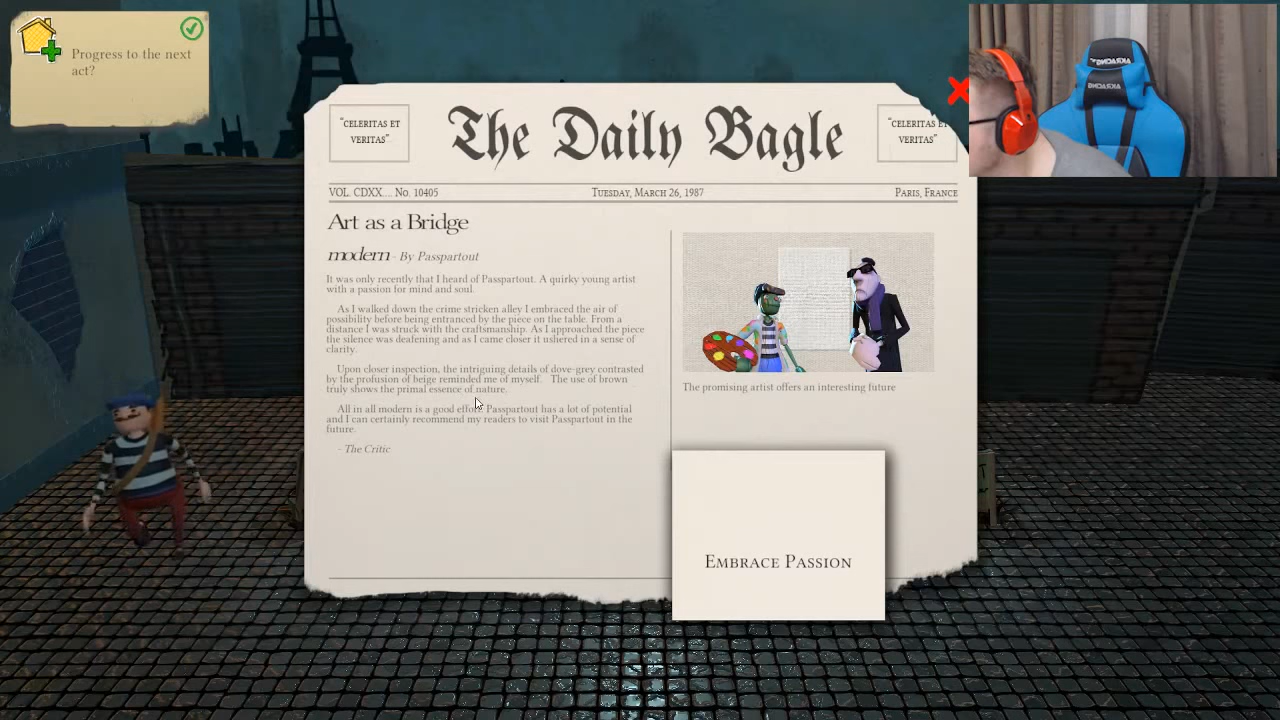 Progress to the next
act?
"CELERITAS ET
VERITAS"
The Daily Bagle
"CELERITAS ET
VERITAS"
VOL. CDXX.... No. 10405
Tuesday, March 26, 1987
Paris, France
Art as a Bridge
modern - By Passpartout
It was only recently that I heard of Passpartout. A quirky young artist
with a passion for mind and soul.
As I walked down the crime stricken alley I embraced the air of
possibility before being entranced by the piece on the table. From a
distance I was struck with the craftsmanship. As I approached the piece
the silence was deafening and as I came closer it ushered in a sense of
clarity.
Upon closer inspection, the intriguing details of dove-grey contrasted
by the profusion of beige reminded me of myself. The use of brown
truly shows the primal essence of nature.
All in all modern is a good effort. Passpartout has a lot of potential
and I can certainly recommend my readers to visit Passpartout in the
future.
- The Critic
The promising artist offers an interesting future
Embrace Passion
AKRACING
AKRACING